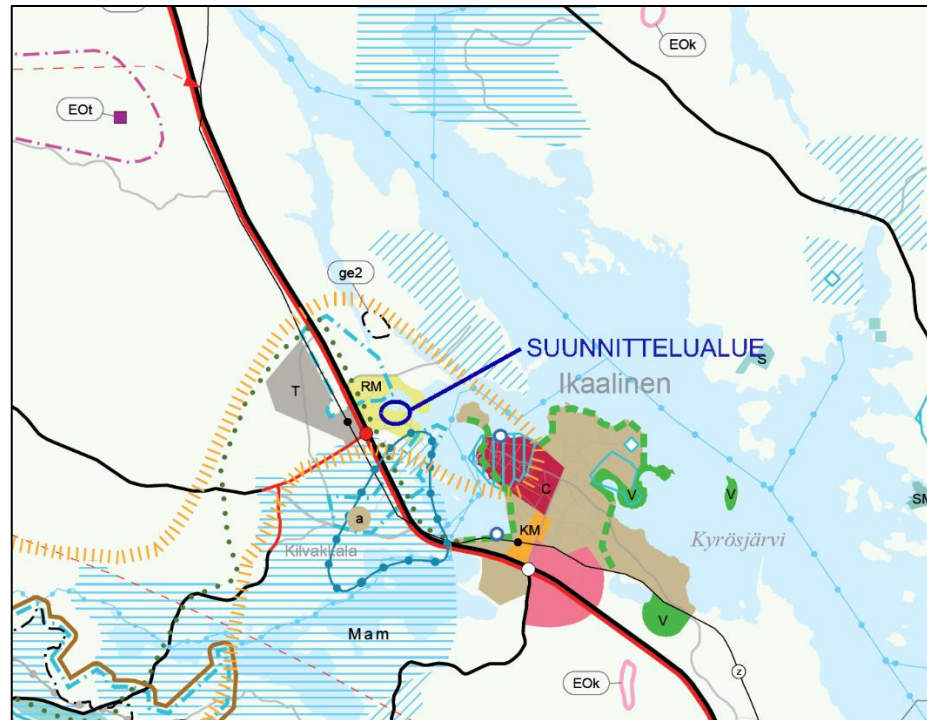 EOk
EOt
ge2
SUUNNITTELUALUE
Ikaalinen
S
RM
T
C
V
V
SM
a
KM
Kyrösjärvi
Kilvakkala
V
Mam
EOk
z